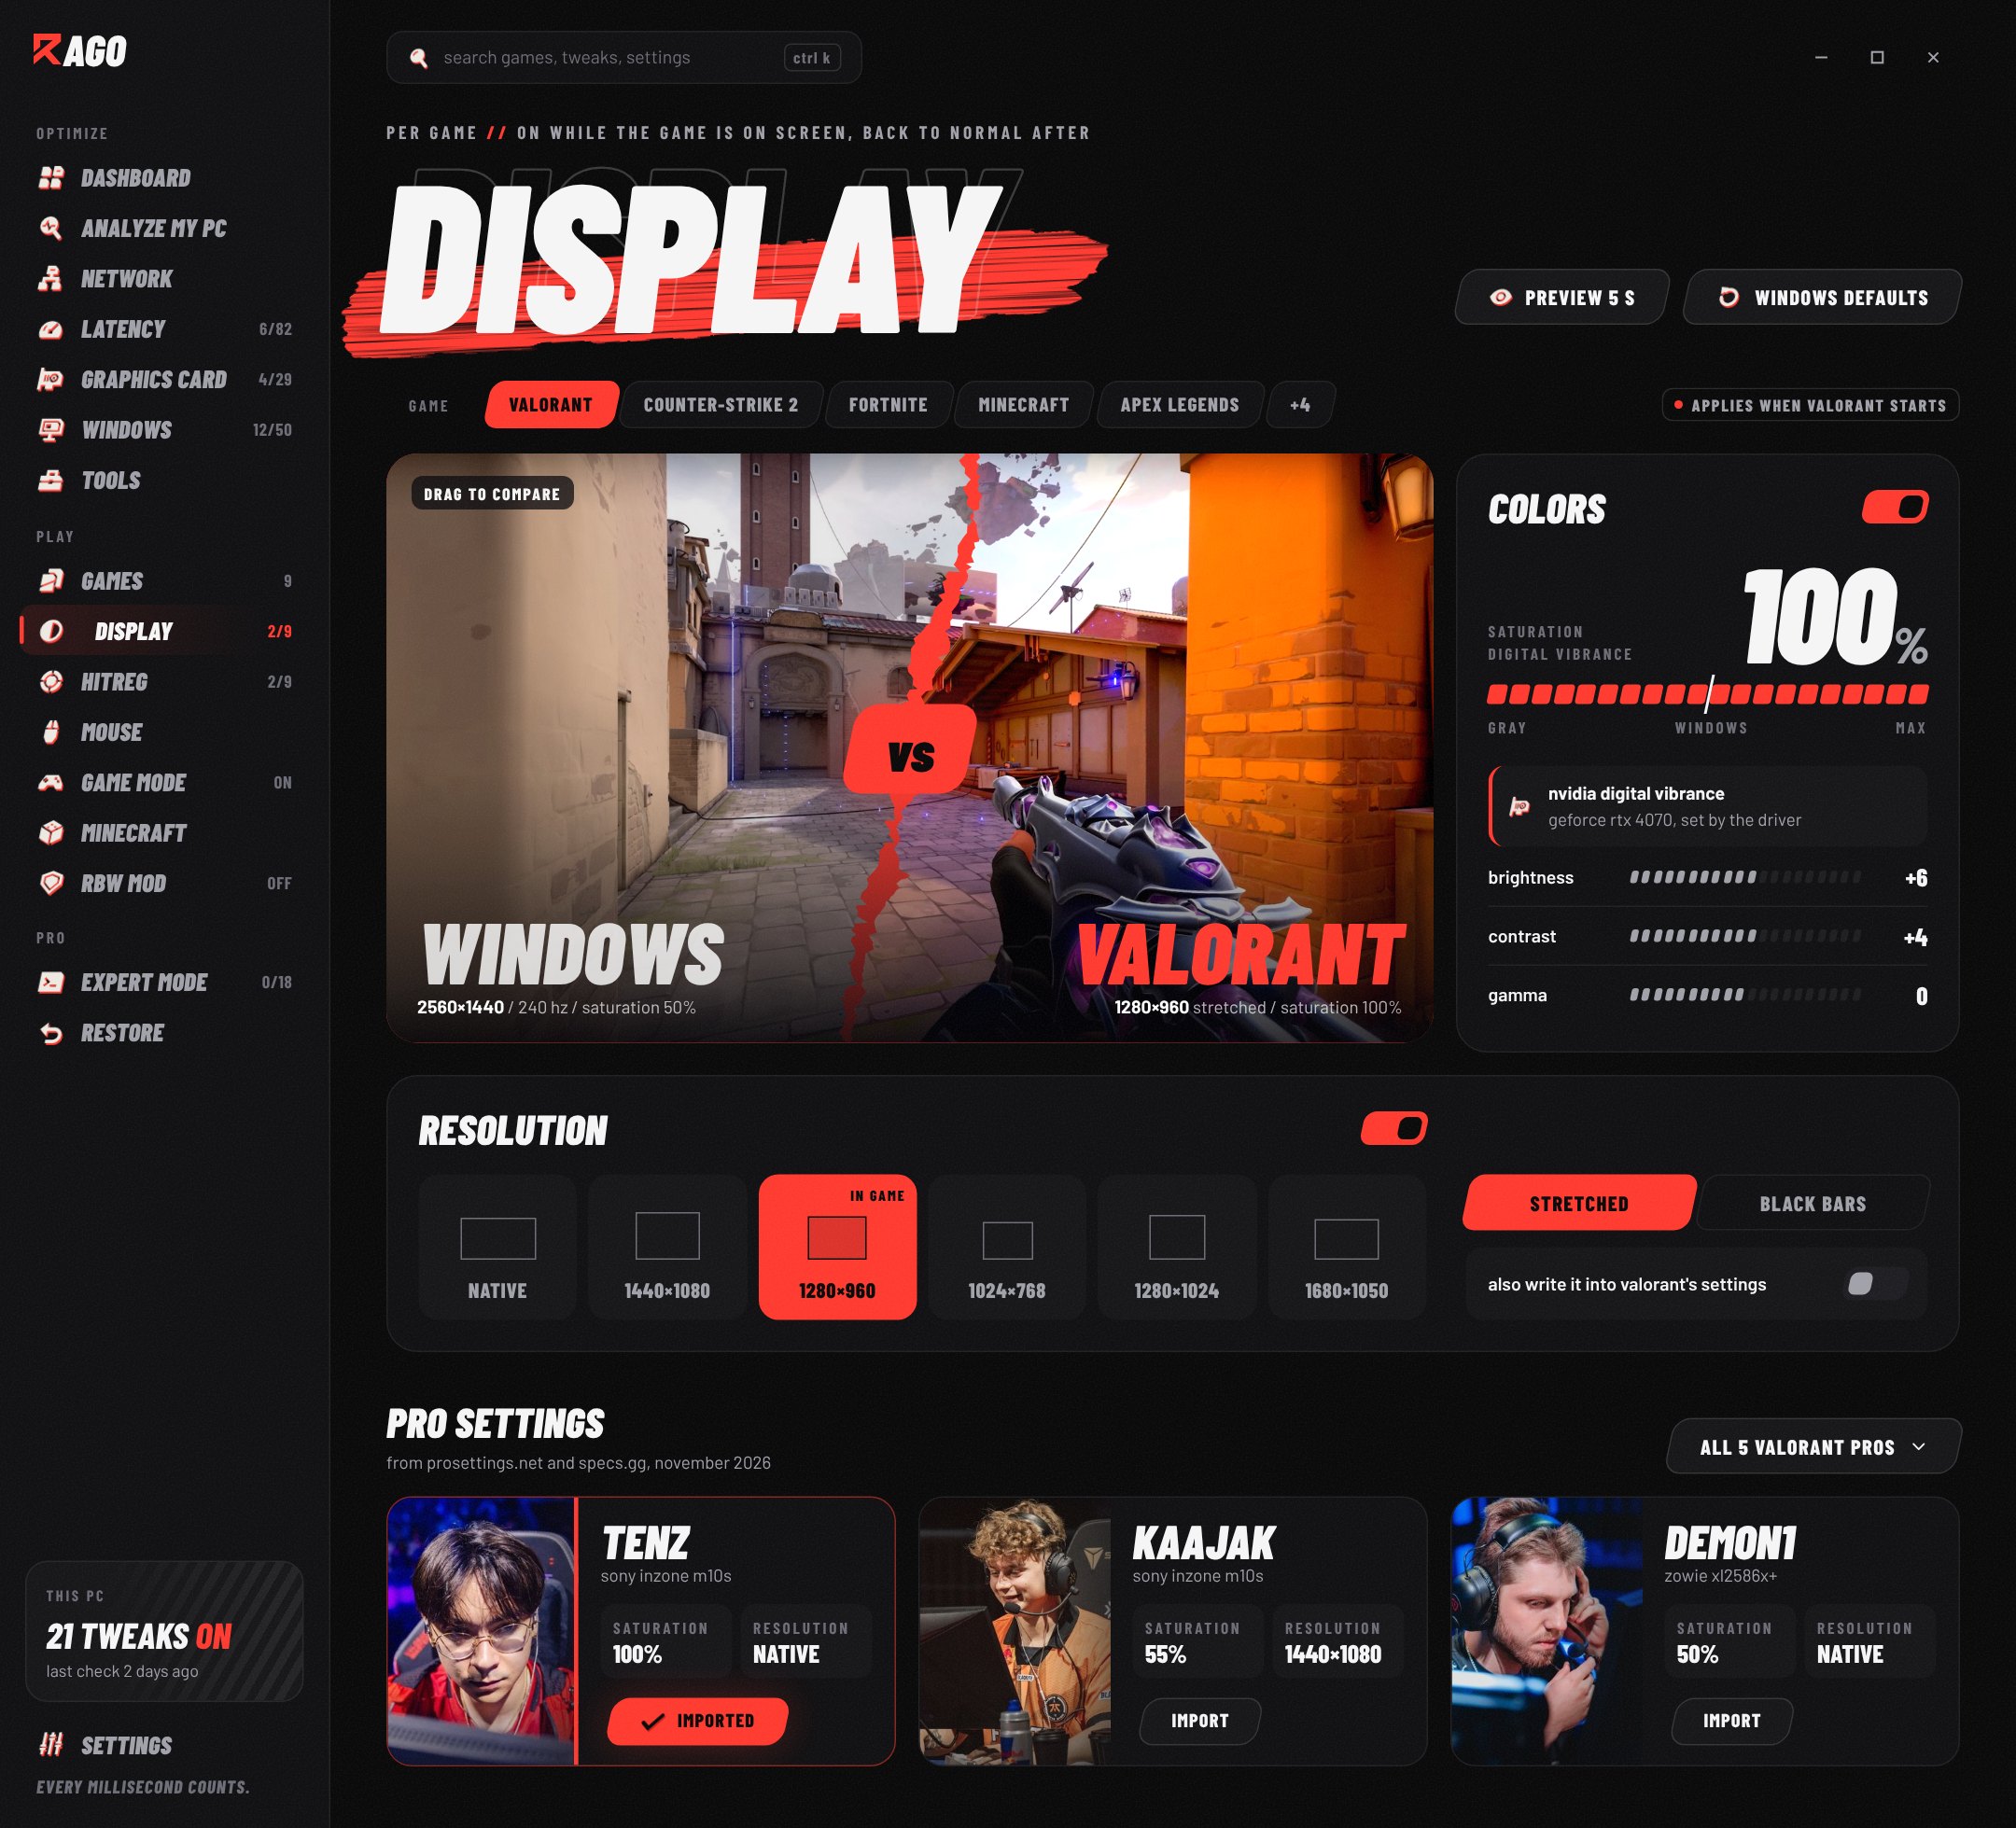 RAGO
search games, tweaks, settings
ctrl k
OPTIMIZE
DASHBOARD
ANALYZE MY PC
NETWORK
LATENCY 6/82
GRAPHICS CARD 4/29
WINDOWS 12/50
TOOLS
PLAY
GAMES 9
DISPLAY 2/9
HITREG 2/9
MOUSE
GAME MODE ON
MINECRAFT
RBW MOD OFF
PRO
EXPERT MODE 0/18
RESTORE
THIS PC
21 TWEAKS ON
last check 2 days ago
SETTINGS
EVERY MILLISECOND COUNTS.
PER GAME // ON WHILE THE GAME IS ON SCREEN, BACK TO NORMAL AFTER
DISPLAY
DISPLAY
PREVIEW 5 S
WINDOWS DEFAULTS
GAME
VALORANT
COUNTER-STRIKE 2
FORTNITE
MINECRAFT
APEX LEGENDS
+4
APPLIES WHEN VALORANT STARTS
DRAG TO COMPARE
VS
WINDOWS
2560×1440 / 240 hz / saturation 50%
VALORANT
1280×960 stretched / saturation 100%
COLORS
SATURATION
DIGITAL VIBRANCE
100%
GRAY
WINDOWS
MAX
nvidia digital vibrance
geforce rtx 4070, set by the driver
brightness +6
contrast +4
gamma 0
RESOLUTION
NATIVE
1440×1080
IN GAME
1280×960
1024×768
1280×1024
1680×1050
STRETCHED
BLACK BARS
also write it into valorant's settings
PRO SETTINGS
from prosettings.net and specs.gg, november 2026
ALL 5 VALORANT PROS
TENZ
sony inzone m10s
SATURATION
100%
RESOLUTION
NATIVE
IMPORTED
KAAJAK
sony inzone m10s
SATURATION
55%
RESOLUTION
1440×1080
IMPORT
DEMON1
zowie xl2586x+
SATURATION
50%
RESOLUTION
NATIVE
IMPORT